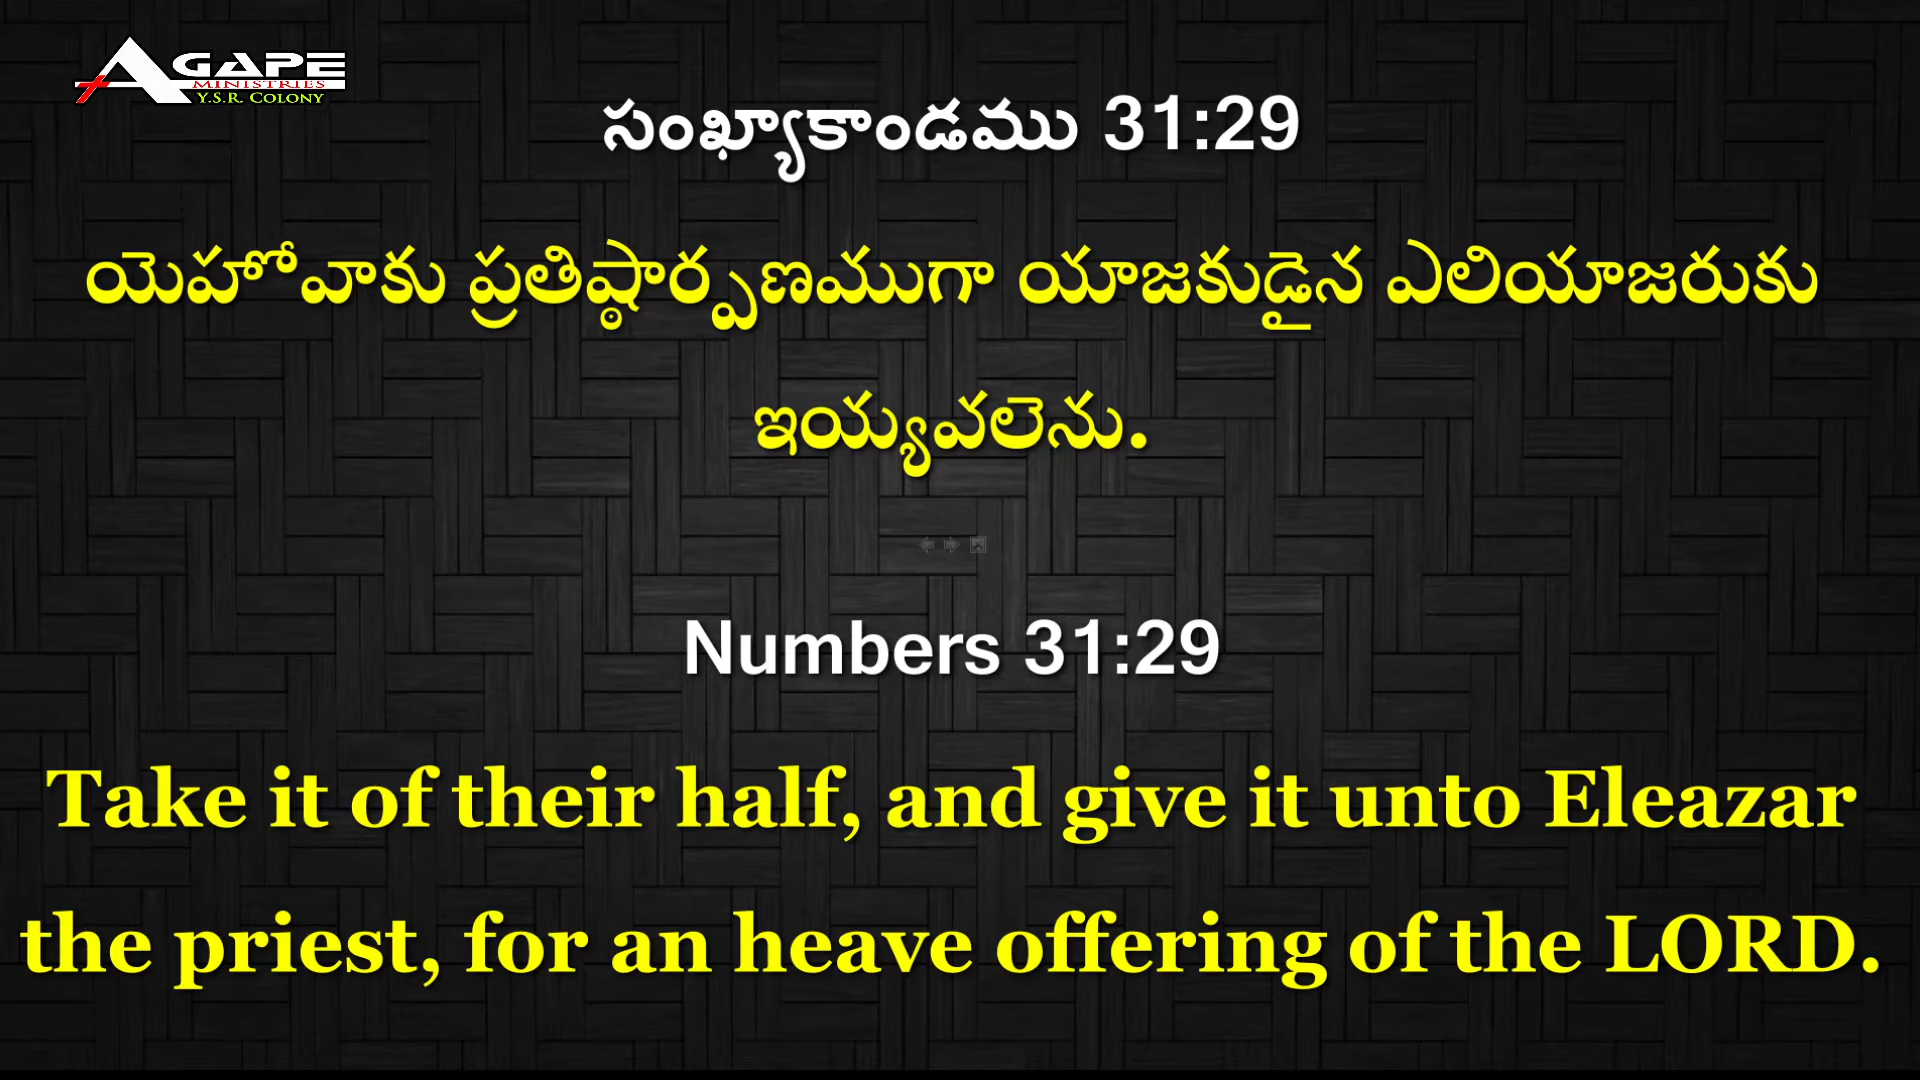 AGAPE
MINISTRIES
Y.S.R. COLONY
సంఖ్యాకాండము 31:29
యెహోవాకు ప్రతిష్ఠార్పణముగా యాజకుడైన ఎలియాజరుకు
ఇయ్యవలెను.
Numbers 31:29
Take it of their half, and give it unto Eleazar
the priest, for an heave offering of the LORD.